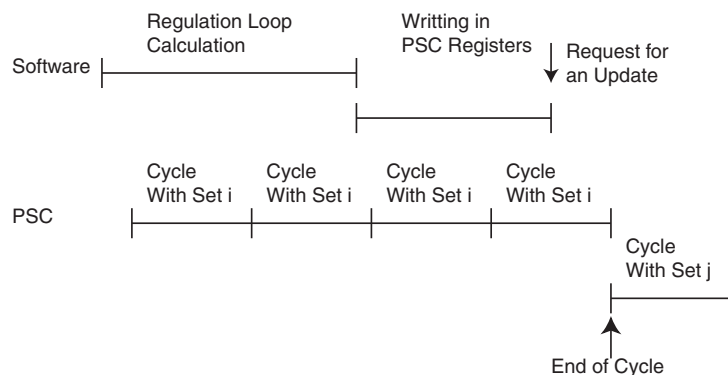 Regulation Loop
Calculation
Writting in
PSC Registers
Software
Request for
an Update
Cycle
With Set i
Cycle
With Set i
Cycle
With Set i
Cycle
With Set i
PSC
Cycle
With Set j
End of Cycle